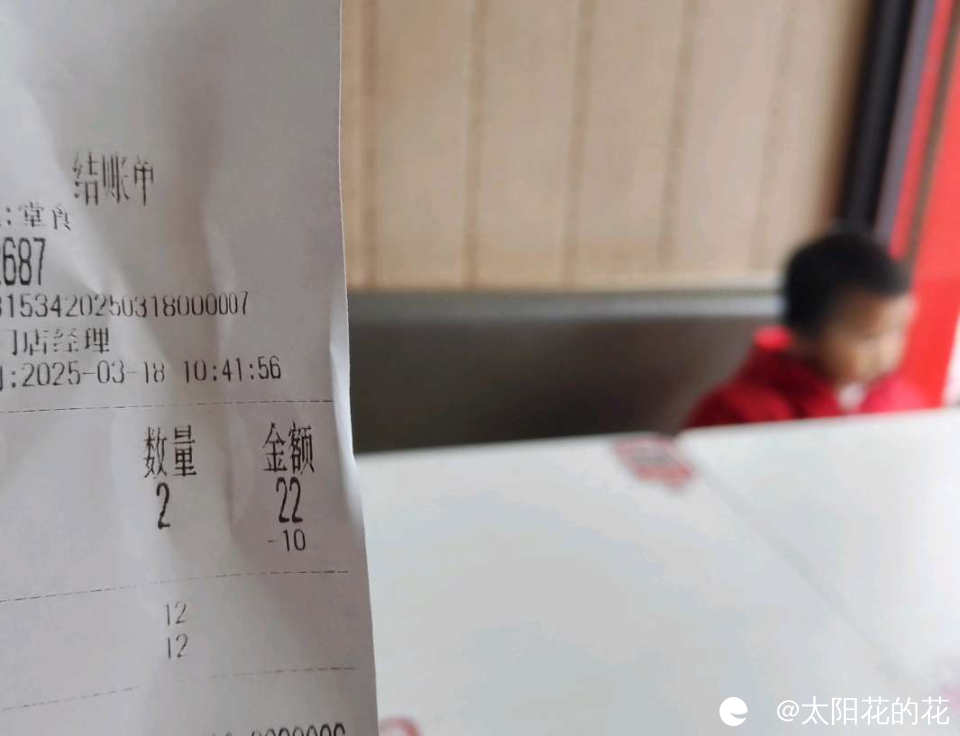 结账单
:堂食
687
153420250318000007
门店经理
:2025-03-18 10:41:56
数量 金额
2 22
-10
12
12
@太阳花的花